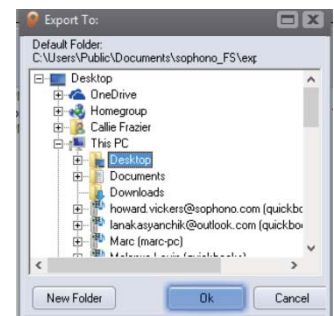 Export To:
Default Folder:
C:\Users\Public\Documents\sophono_FS\exp
Desktop
OneDrive
Homegroup
Callie Frazier
This PC
Desktop
Documents
Downloads
howard.vickers@sophono.com (quickbc
lanakasyanchik@outlook.com (quickbo
Marc (marc-pc)
New Folder
Ok
Cancel